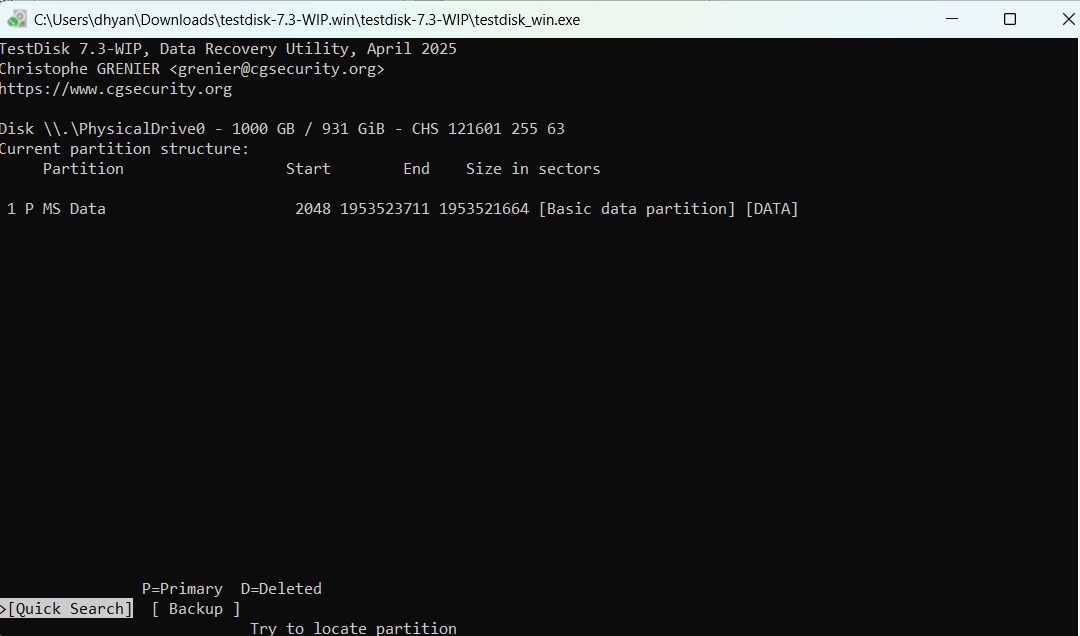 C:\Users\dhyan\Downloads\testdisk-7.3-WIP.win\testdisk-7.3-WIP\testdisk_win.exe
TestDisk 7.3-WIP, Data Recovery Utility, April 2025
Christophe GRENIER <grenier@cgsecurity.org>
https://www.cgsecurity.org
Disk \\.\PhysicalDrive0 - 1000 GB / 931 GiB - CHS 121601 255 63
Current partition structure:
Partition Start End Size in sectors
1 P MS Data 2048 1953523711 1953521664 [Basic data partition] [DATA]
P=Primary D=Deleted
>[Quick Search] [ Backup ]
Try to locate partition